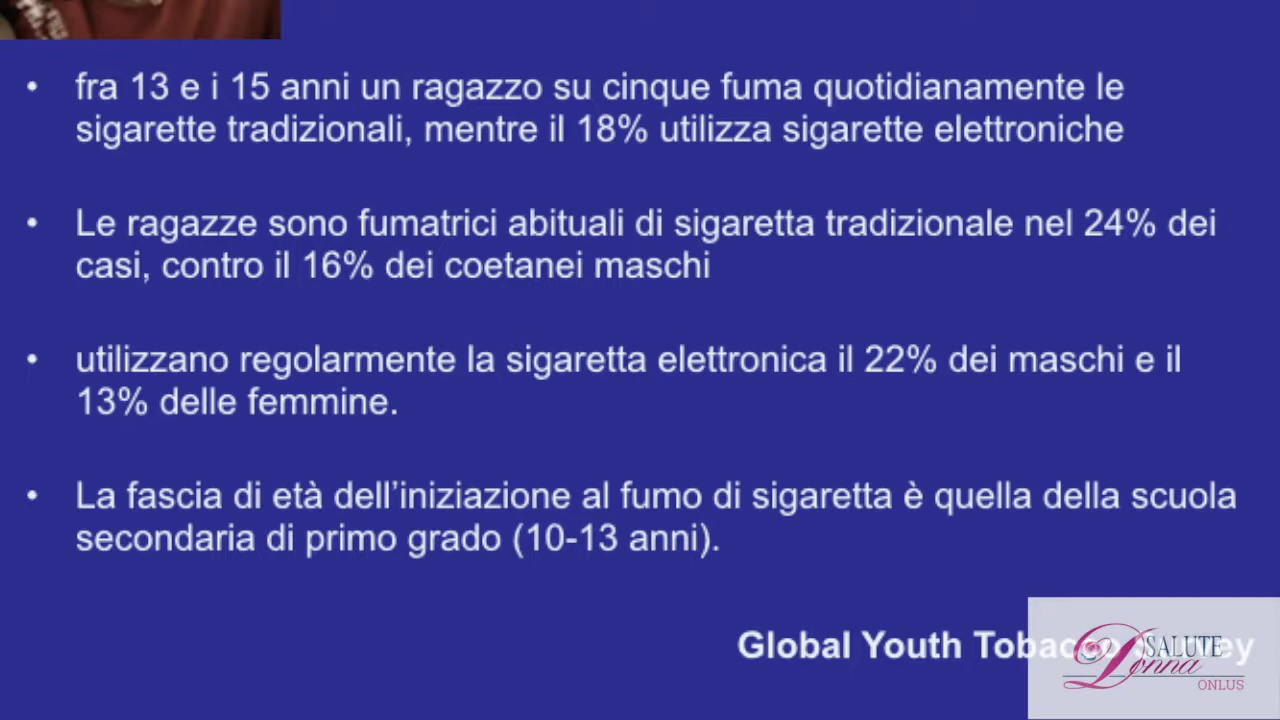 • fra 13 e i 15 anni un ragazzo su cinque fuma quotidianamente le
sigarette tradizionali, mentre il 18% utilizza sigarette elettroniche
• Le ragazze sono fumatrici abituali di sigaretta tradizionale nel 24% dei
casi, contro il 16% dei coetanei maschi
• utilizzano regolarmente la sigaretta elettronica il 22% dei maschi e il
13% delle femmine.
• La fascia di età dell’iniziazione al fumo di sigaretta è quella della scuola
secondaria di primo grado (10-13 anni).
Global Youth Tobacco
SALUTE
Donna
ONLUS